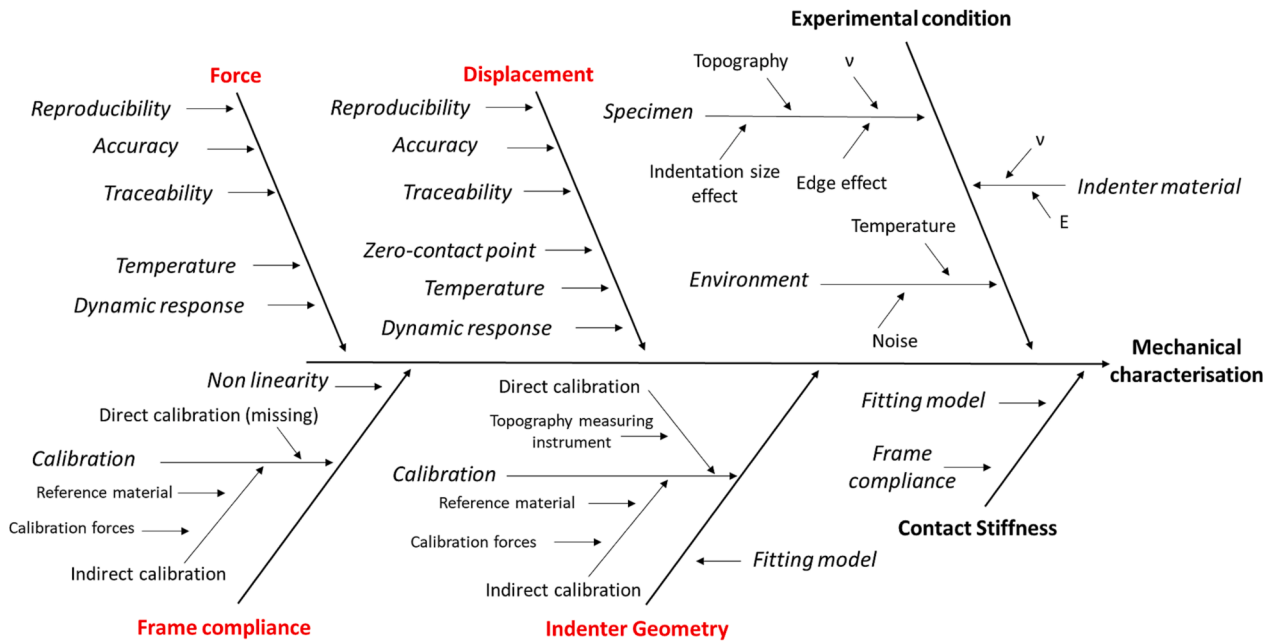 Experimental condition
Force
Displacement
Topography
ν
Reproducibility
Reproducibility
Specimen
Accuracy
Accuracy
ν
Indentation size
effect
Edge effect
Traceability
Traceability
Indenter material
E
Temperature
Zero-contact point
Temperature
Environment
Temperature
Dynamic response
Dynamic response
Noise
Mechanical
characterisation
Non linearity
Direct calibration
Direct calibration (missing)
Fitting model
Topography measuring
instrument
Calibration
Calibration
Frame
compliance
Reference material
Reference material
Calibration forces
Calibration forces
Contact Stiffness
Indirect calibration
Fitting model
Indirect calibration
Frame compliance
Indenter Geometry